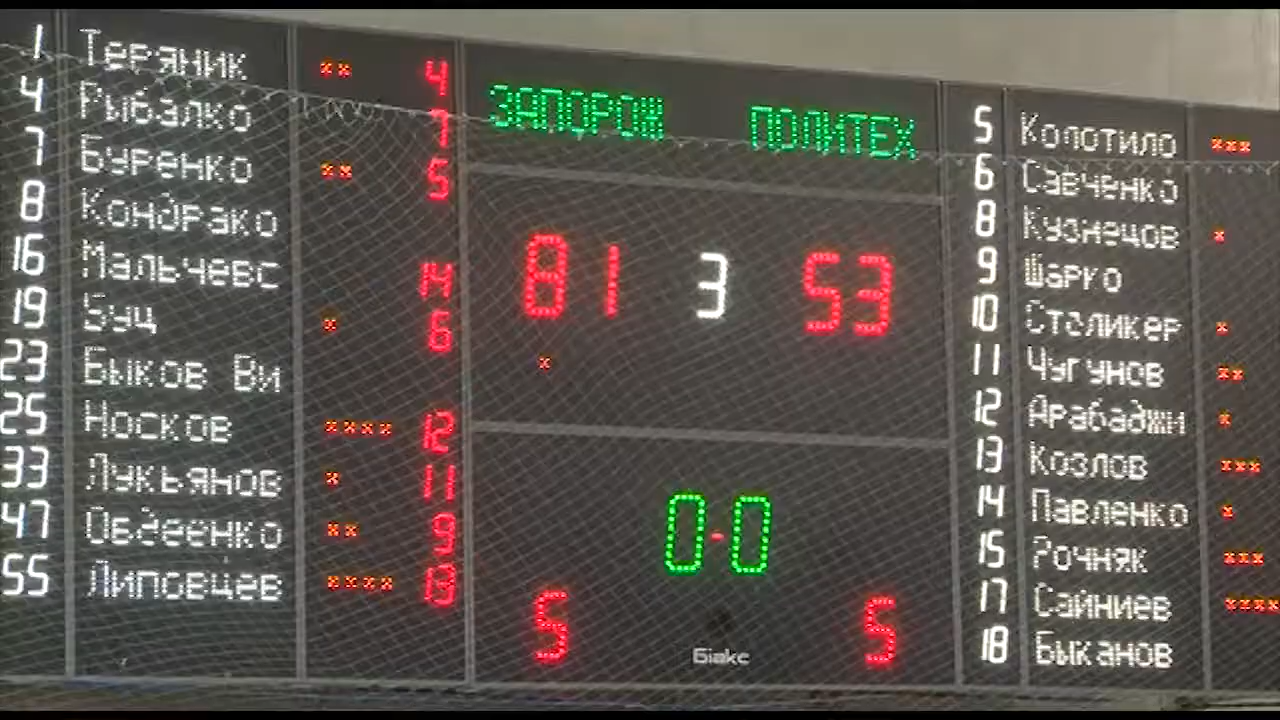 1 Теряник ** 4
4 Рыбалко 7
7 Буренко ** 5
8 Кондрако
16 Мальчевс 14
19 Буц * 6
23 Быков Ви
25 Носков **** 12
33 Лукьянов * 11
47 Овдеенко ** 9
55 Липовцев **** 13
ЗАПОРОЖ ПОЛИТЕХ
81 3 53
*
0-0
5 5
Біакс
5 Колотило ***
6 Савченко
8 Кузнецов *
9 Шарко
10 Сталикер *
11 Чугунов **
12 Арабаджи *
13 Козлов ***
14 Павленко *
15 Рочняк ***
17 Сайниев ****
18 Быканов